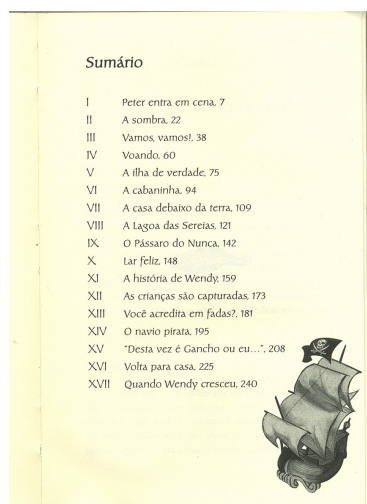 Sumário
I Peter entra em cena, 7
II A sombra, 22
III Vamos, vamos!, 38
IV Voando, 60
V A ilha de verdade, 75
VI A cabaninha, 94
VII A casa debaixo da terra, 109
VIII A Lagoa das Sereias, 121
IX O Pássaro do Nunca, 142
X Lar feliz, 148
XI A história de Wendy, 159
XII As crianças são capturadas, 173
XIII Você acredita em fadas?, 181
XIV O navio pirata, 195
XV “Desta vez é Gancho ou eu...”, 208
XVI Volta para casa, 225
XVII Quando Wendy cresceu, 240